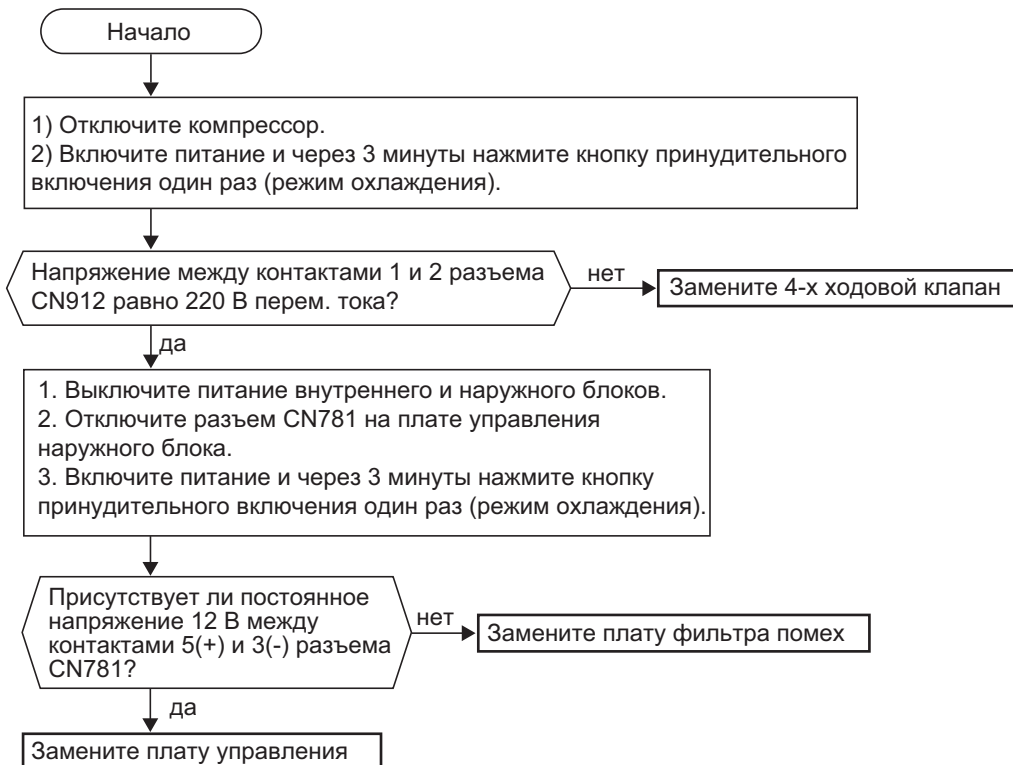 Начало
1) Отключите компрессор.
2) Включите питание и через 3 минуты нажмите кнопку принудительного
включения один раз (режим охлаждения).
Напряжение между контактами 1 и 2 разъема
CN912 равно 220 В перем. тока?
нет
Замените 4-х ходовой клапан
да
1. Выключите питание внутреннего и наружного блоков.
2. Отключите разъем CN781 на плате управления
наружного блока.
3. Включите питание и через 3 минуты нажмите кнопку
принудительного включения один раз (режим охлаждения).
Присутствует ли постоянное
напряжение 12 В между
контактами 5(+) и 3(-) разъема
CN781?
нет
Замените плату фильтра помех
да
Замените плату управления